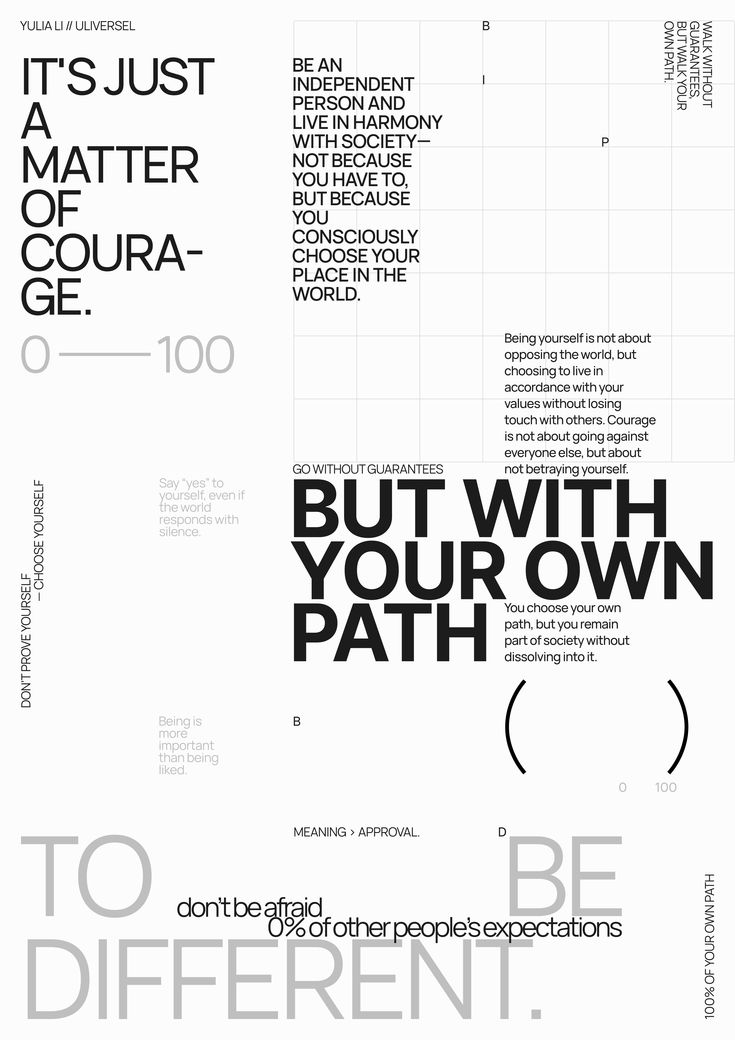 YULIA LI // ULIVERSEL
IT'S JUST
A
MATTER
OF
COURA-
GE.
0 — 100
BE AN
INDEPENDENT
PERSON AND
LIVE IN HARMONY
WITH SOCIETY—
NOT BECAUSE
YOU HAVE TO,
BUT BECAUSE
YOU
CONSCIOUSLY
CHOOSE YOUR
PLACE IN THE
WORLD.
B
I
P
WALK WITHOUT
GUARANTEES,
BUT WALK YOUR
OWN PATH.
Being yourself is not about
opposing the world, but
choosing to live in
accordance with your
values without losing
touch with others. Courage
is not about going against
everyone else, but about
not betraying yourself.
GO WITHOUT GUARANTEES
BUT WITH
YOUR OWN
PATH
You choose your own
path, but you remain
part of society without
dissolving into it.
DON'T PROVE YOURSELF
— CHOOSE YOURSELF
Say “yes” to
yourself, even if
the world
responds with
silence.
Being is
more
important
than being
liked.
B
( )
0 100
MEANING > APPROVAL.
D
TO BE
don't be afraid
0% of other people's expectations
DIFFERENT.
100% OF YOUR OWN PATH